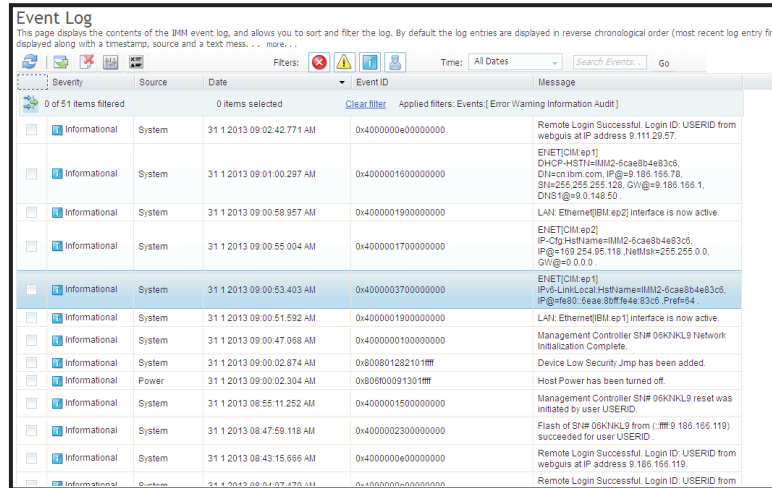 Event Log
This page displays the contents of the IMM event log, and allows you to sort and filter the log. By default the log entries are displayed in reverse chronological order (most recent log entry fir
displayed along with a timestamp, source and a text mess. . . more. . .
Filters: Time: All Dates Search Events. . Go
Severity Source Date Event ID Message
0 of 51 items filtered 0 items selected Clear filter Applied filters: Events:[ Error Warning Information Audit ]
Informational System 31 1 2013 09:02:42.771 AM 0x4000000e00000000 Remote Login Successful. Login ID: USERID from
webguis at IP address 9.111.29.57.
Informational System 31 1 2013 09:01:00.297 AM 0x4000001600000000 ENET[CIM:ep1]
DHCP-HSTN=IMM2-6cae8b4e83c6,
DN=cn.ibm.com, IP@=9.186.166.78,
SN=255.255.255.128, GW@=9.186.166.1,
DNS1@=9.0.148.50 .
Informational System 31 1 2013 09:00:58.957 AM 0x4000001900000000 LAN: Ethernet[IBM:ep2] interface is now active.
Informational System 31 1 2013 09:00:55.004 AM 0x4000001700000000 ENET[CIM:ep2]
IP-Cfg:HstName=IMM2-6cae8b4e83c6,
IP@=169.254.95.118 ,NetMsk=255.255.0.0,
GW@=0.0.0.0 .
Informational System 31 1 2013 09:00:53.403 AM 0x4000003700000000 ENET[CIM:ep1]
IPv6-LinkLocal:HstName=IMM2-6cae8b4e83c6,
IP@=fe80::6eae:8bff:fe4e:83c6 ,Pref=64 .
Informational System 31 1 2013 09:00:51.592 AM 0x4000001900000000 LAN: Ethernet[IBM:ep1] interface is now active.
Informational System 31 1 2013 09:00:47.068 AM 0x4000000100000000 Management Controller SN# 06KNKL9 Network
Initialization Complete.
Informational System 31 1 2013 09:00:02.874 AM 0x800801282101ffff Device Low Security Jmp has been added.
Informational Power 31 1 2013 09:00:02.304 AM 0x806f00091301ffff Host Power has been turned off.
Informational System 31 1 2013 08:55:11.252 AM 0x4000001500000000 Management Controller SN# 06KNKL9 reset was
initiated by user USERID.
Informational System 31 1 2013 08:47:59.118 AM 0x4000002300000000 Flash of SN# 06KNKL9 from (::ffff:9.186.166.119)
succeeded for user USERID .
Informational System 31 1 2013 08:43:15.666 AM 0x4000000e00000000 Remote Login Successful. Login ID: USERID from
webguis at IP address 9.186.166.119.
Informational System 31 1 2013 08:04:07.470 AM 0x4000000e00000000 Remote Login Successful. Login ID: USERID from